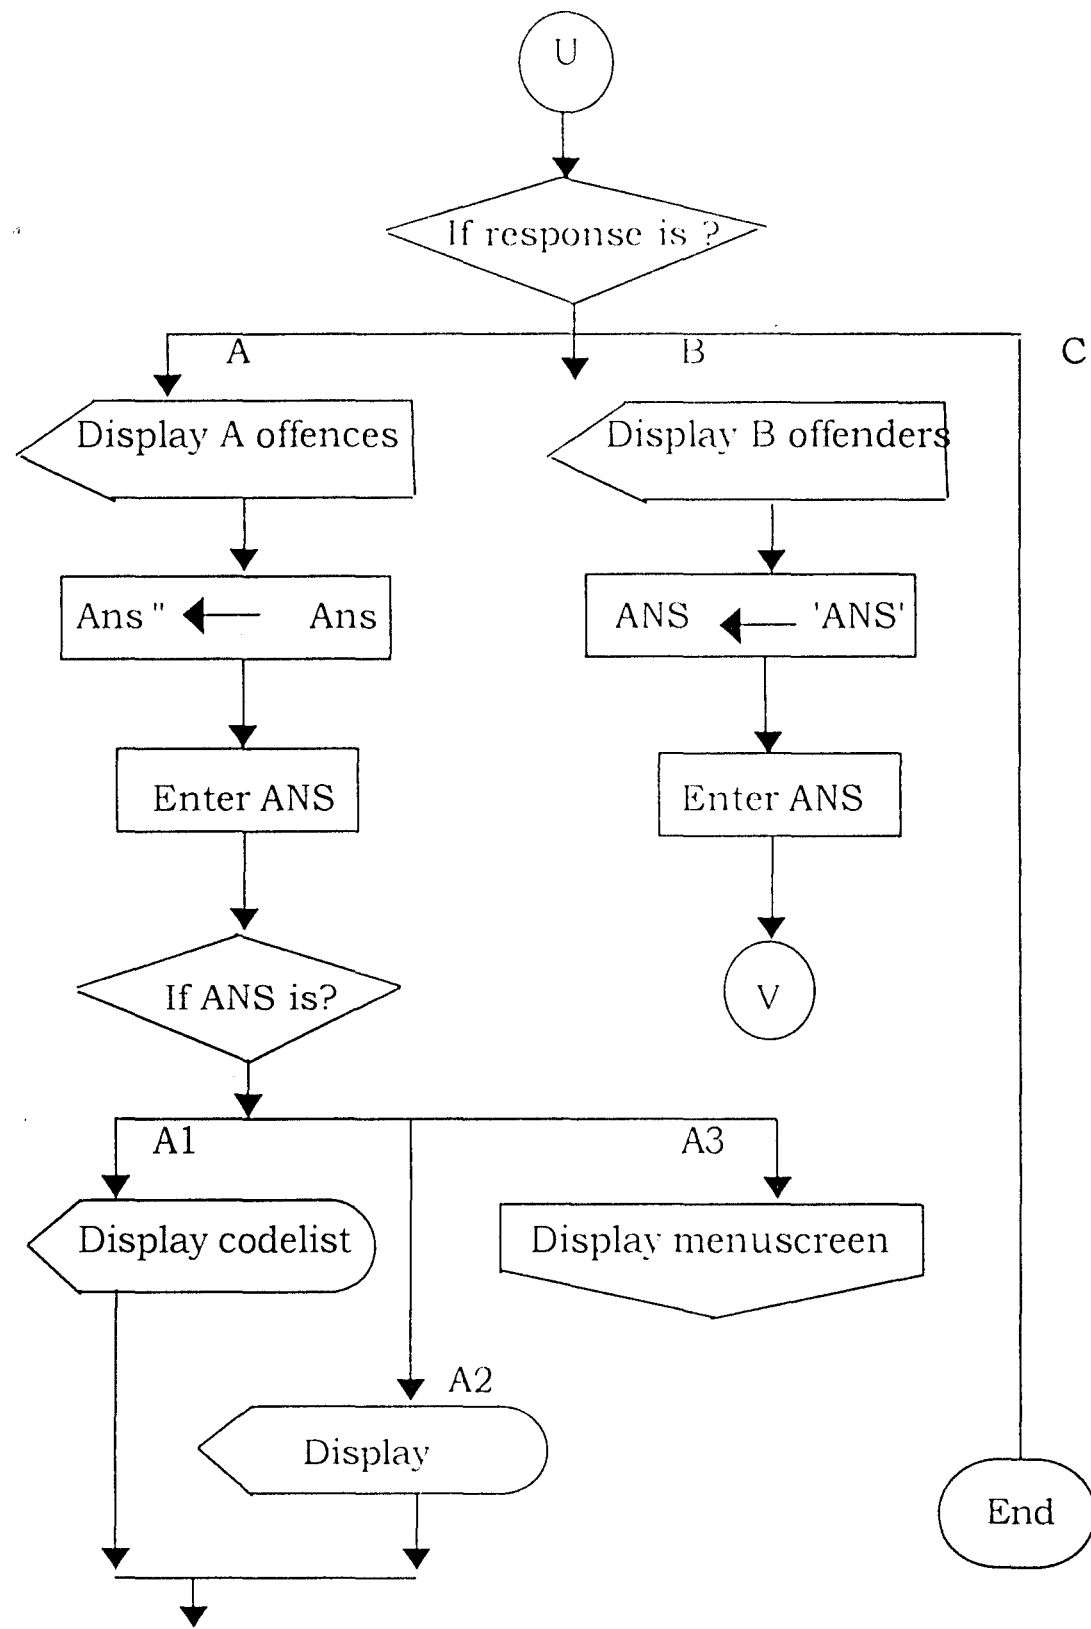 U
If response is ?
A
B
C
Display A offences
Display B offenders
Ans " Ans
ANS 'ANS'
Enter ANS
Enter ANS
If ANS is?
V
A1
A3
Display codelist
Display menuscreen
A2
Display
End